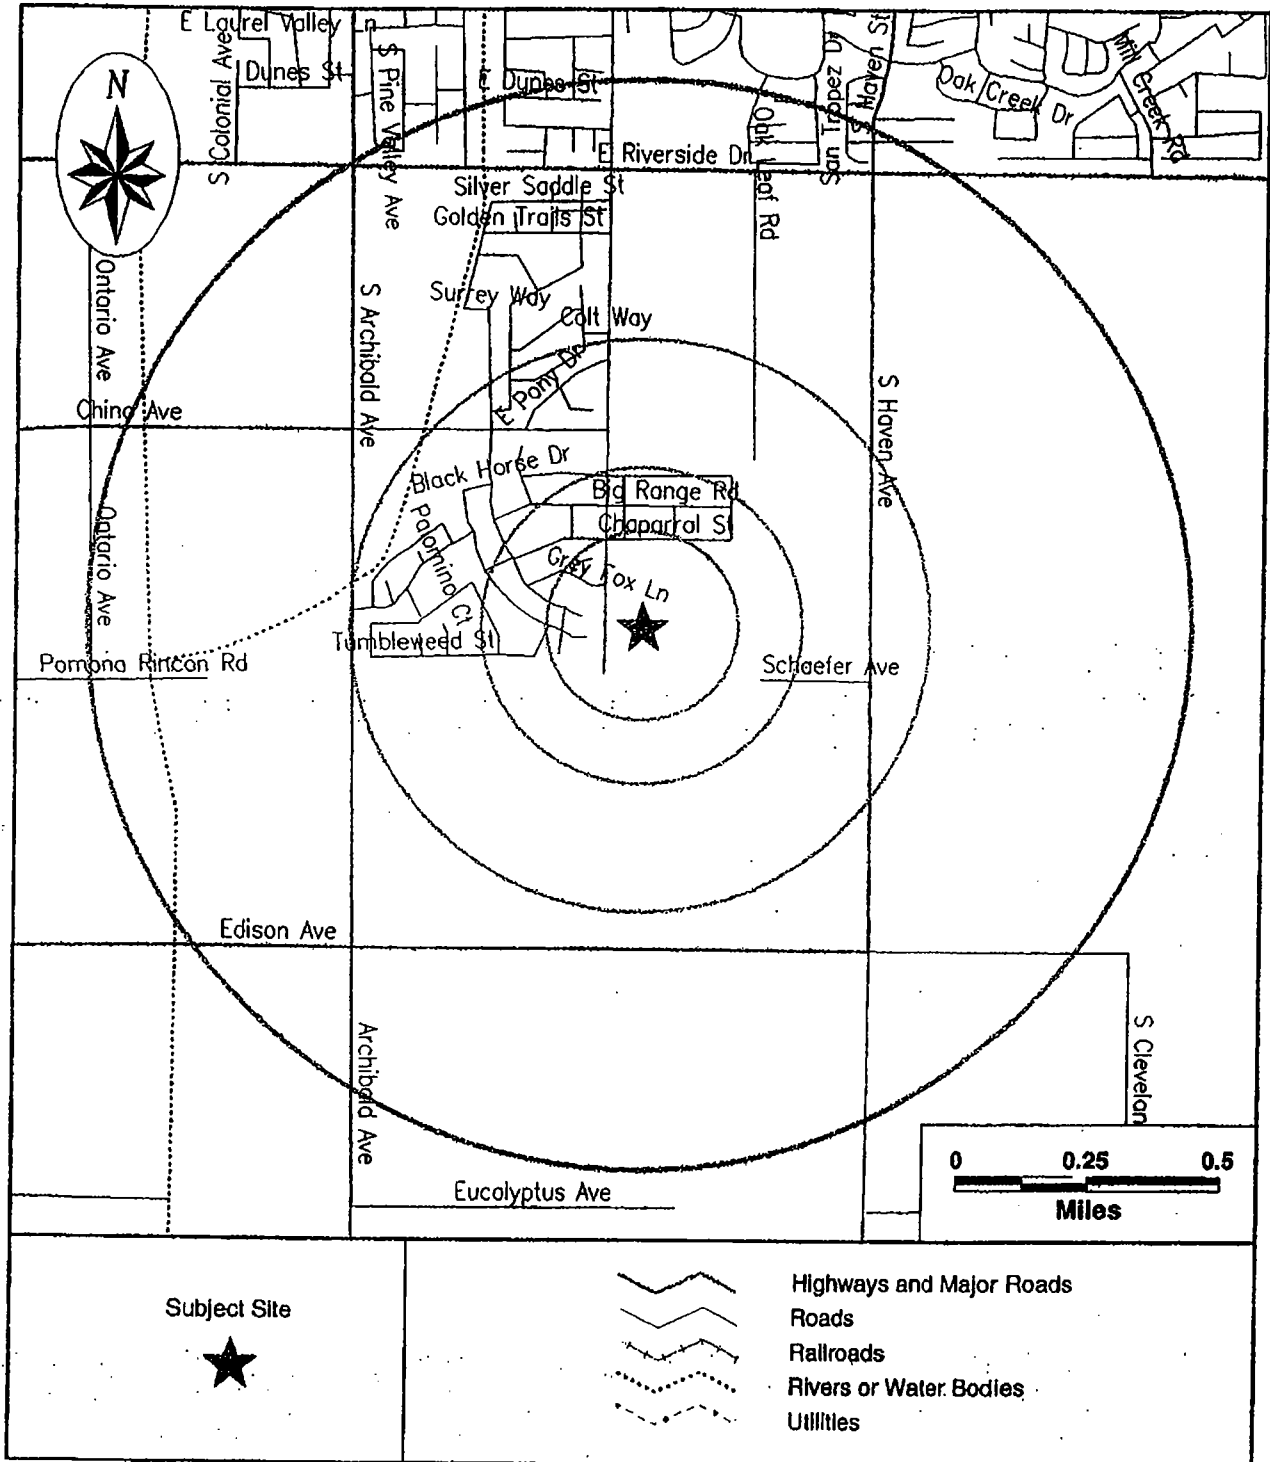 E Laurel Valley Ln
S Colonial Ave
Dunes St
S Pine Valley Ave
E Dunes St
San Tropez Dr
S Haven St
Oak Creek Dr
Mill Creek Rd
N
E Riverside Dr
Oak Leaf Rd
Silver Saddle St
Golden Trails St
Ontario Ave
S Archibald Ave
Surrey Way
Colt Way
E Pony Dr
S Haven Ave
Chino Ave
Black Horse Dr
Big Range Rd
Chaparral St
Palomino Ct
Grey Fox Ln
Ontario Ave
Tumbleweed St
Pomona Rincon Rd
Schaefer Ave
Edison Ave
Archibald Ave
S Clevelan
Eucalyptus Ave
0 0.25 0.5
Miles
Subject Site
Highways and Major Roads
Roads
Railroads
Rivers or Water Bodies
Utilities